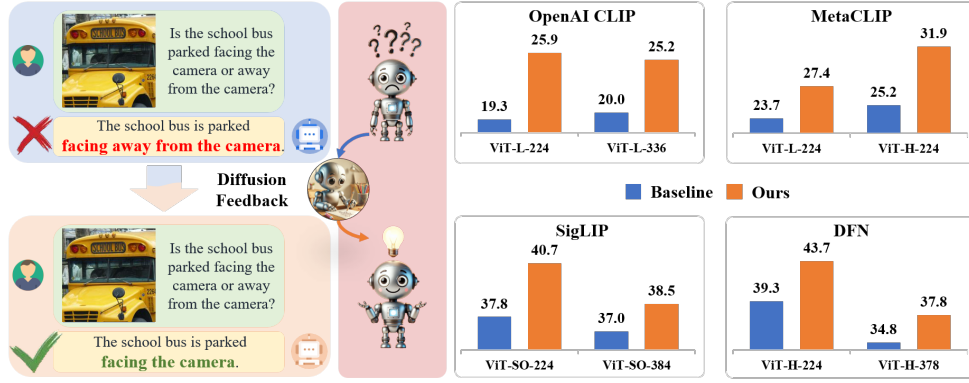 Is the school bus
parked facing the
camera or away
from the camera?
SCHOOL BUS
The school bus is parked
facing away from the camera.
Diffusion
Feedback
Is the school bus
parked facing the
camera or away
from the camera?
SCHOOL BUS
The school bus is parked
facing the camera.
? ? ? ? ?
OpenAI CLIP
25.9
25.2
19.3
20.0
ViT-L-224
ViT-L-336
MetaCLIP
31.9
27.4
23.7
25.2
ViT-L-224
ViT-H-224
Baseline
Ours
SigLIP
40.7
37.8
38.5
37.0
ViT-SO-224
ViT-SO-384
DFN
43.7
39.3
37.8
34.8
ViT-H-224
ViT-H-378